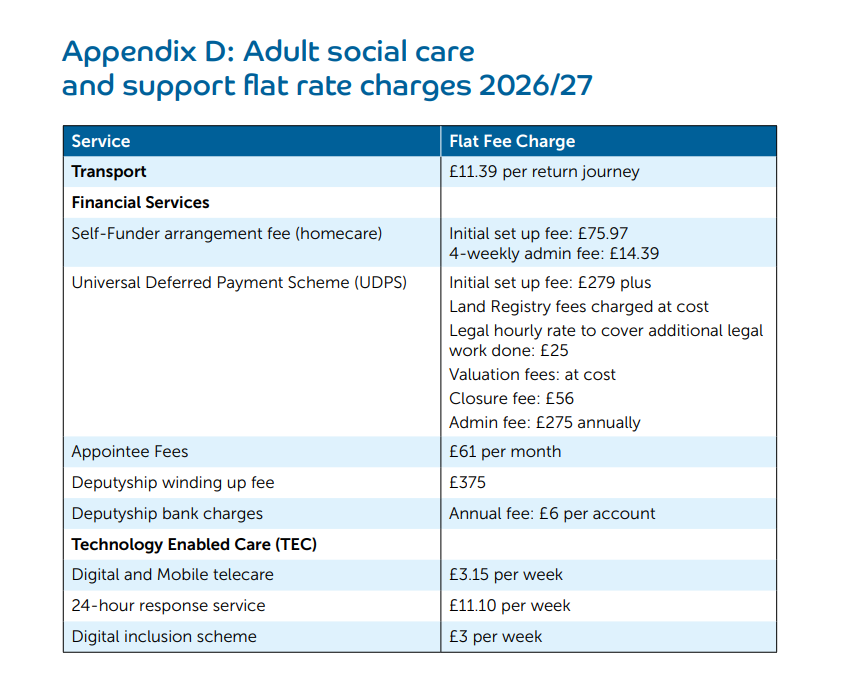 Appendix D: Adult social care
and support flat rate charges 2026/27
Service Flat Fee Charge
Transport £11.39 per return journey
Financial Services
Self-Funder arrangement fee (homecare) Initial set up fee: £75.97
4-weekly admin fee: £14.39
Universal Deferred Payment Scheme (UDPS) Initial set up fee: £279 plus
Land Registry fees charged at cost
Legal hourly rate to cover additional legal
work done: £25
Valuation fees: at cost
Closure fee: £56
Admin fee: £275 annually
Appointee Fees £61 per month
Deputyship winding up fee £375
Deputyship bank charges Annual fee: £6 per account
Technology Enabled Care (TEC)
Digital and Mobile telecare £3.15 per week
24-hour response service £11.10 per week
Digital inclusion scheme £3 per week